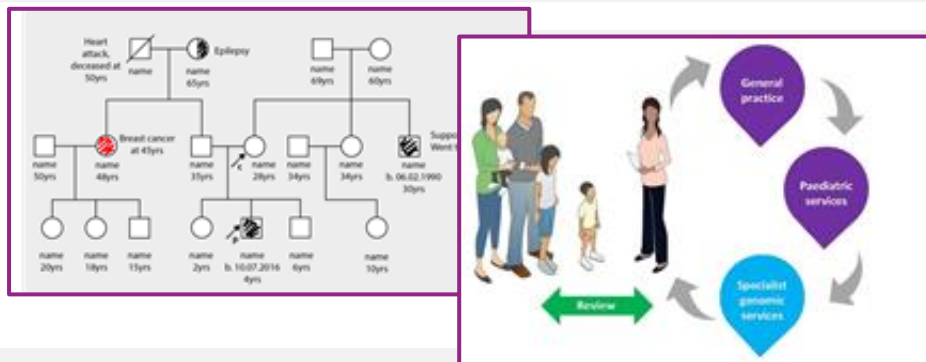 Heart
attack,
deceased at
50yrs
name
Epilepsy
name
65yrs
name
69yrs
name
60yrs
Breast cancer
at 45yrs
name
50yrs
name
48yrs
name
35yrs
c
name
28yrs
name
34yrs
name
34yrs
name
b. 06.02.1990
30yrs
name
20yrs
name
18yrs
name
15yrs
name
2yrs
p
name
b. 10.07.2016
4yrs
name
6yrs
name
10yrs
General
practice
Paediatric
services
Specialist
genomic
services
Review